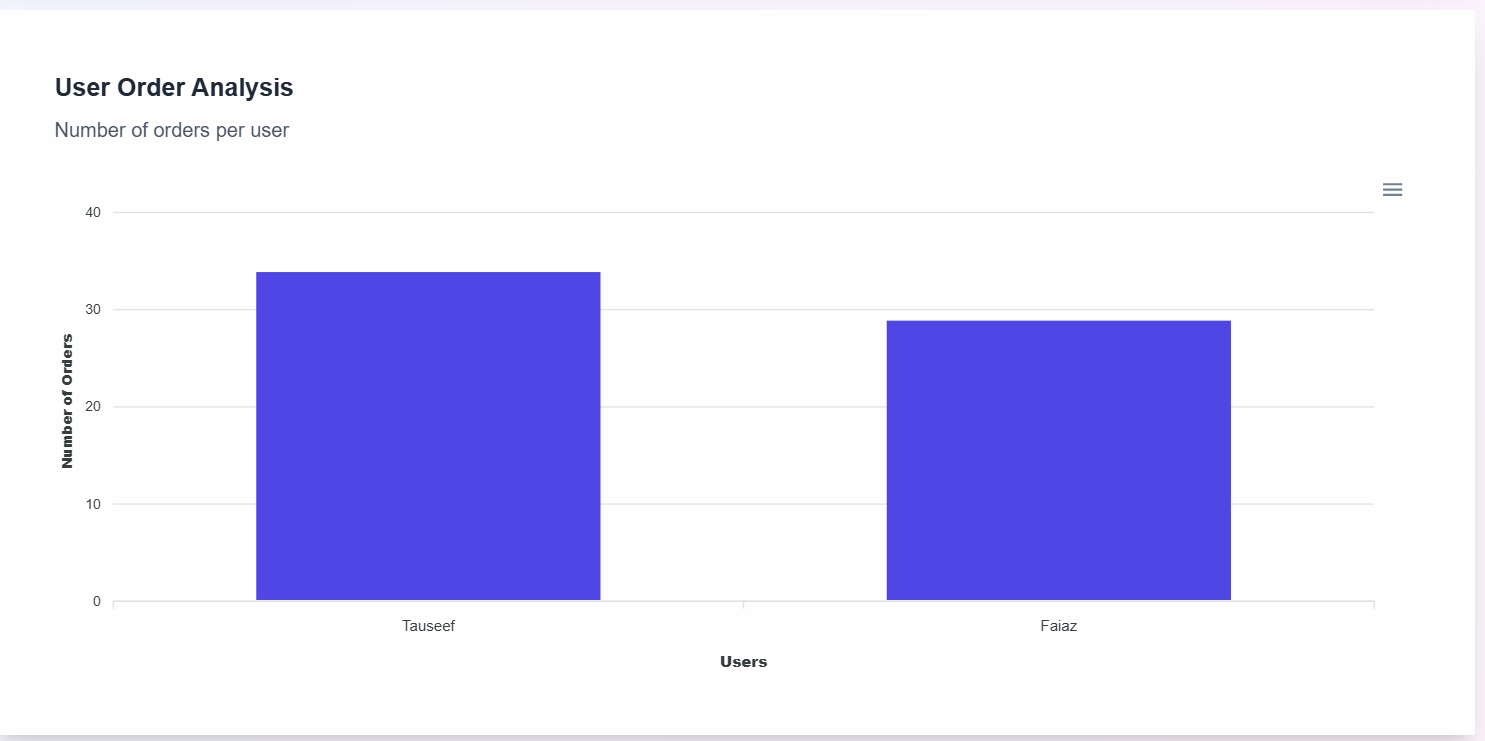 User Order Analysis
Number of orders per user
40
30
20
10
0
Number of Orders
Tauseef
Faiaz
Users